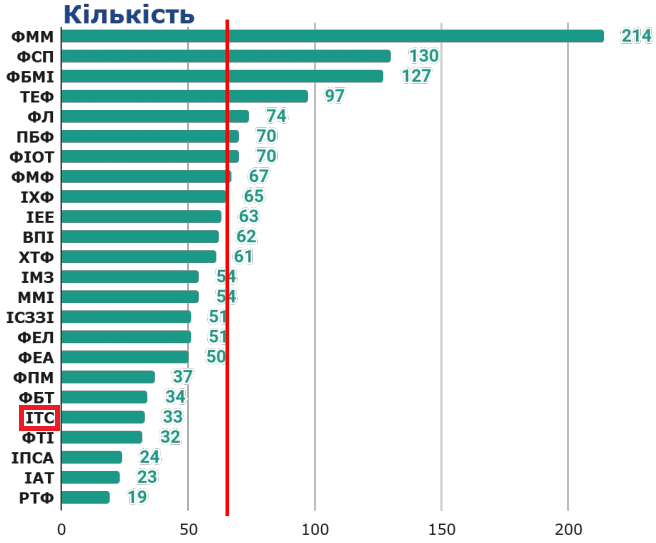 Кількість
ФММ 214
ФСП 130
ФБМІ 127
ТЕФ 97
ФЛ 74
ПБФ 70
ФІОТ 70
ФМФ 67
ІХФ 65
ІЕЕ 63
ВПІ 62
ХТФ 61
ІМЗ 54
ММІ 54
ІСЗЗІ 51
ФЕЛ 51
ФЕА 50
ФПМ 37
ФБТ 34
ІТС 33
ФТІ 32
ІПСА 24
ІАТ 23
РТФ 19
0 50 100 150 200